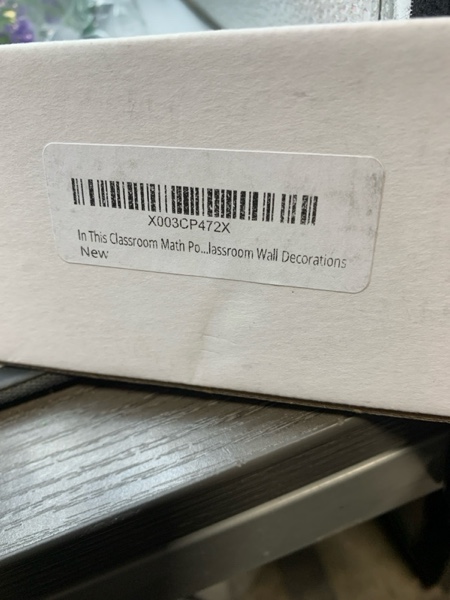 X003CP472X
In This Classroom Math Po...lassroom Wall Decorations
New